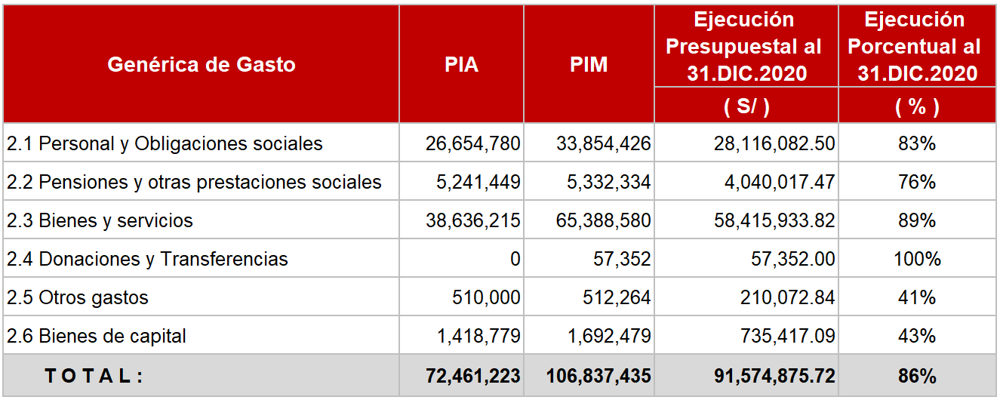 Genérica de Gasto PIA PIM Ejecución Presupuestal al 31.DIC.2020 Ejecución Porcentual al 31.DIC.2020
( S/ ) ( % )
2.1 Personal y Obligaciones sociales 26,654,780 33,854,426 28,116,082.50 83%
2.2 Pensiones y otras prestaciones sociales 5,241,449 5,332,334 4,040,017.47 76%
2.3 Bienes y servicios 38,636,215 65,388,580 58,415,933.82 89%
2.4 Donaciones y Transferencias 0 57,352 57,352.00 100%
2.5 Otros gastos 510,000 512,264 210,072.84 41%
2.6 Bienes de capital 1,418,779 1,692,479 735,417.09 43%
T O T A L : 72,461,223 106,837,435 91,574,875.72 86%